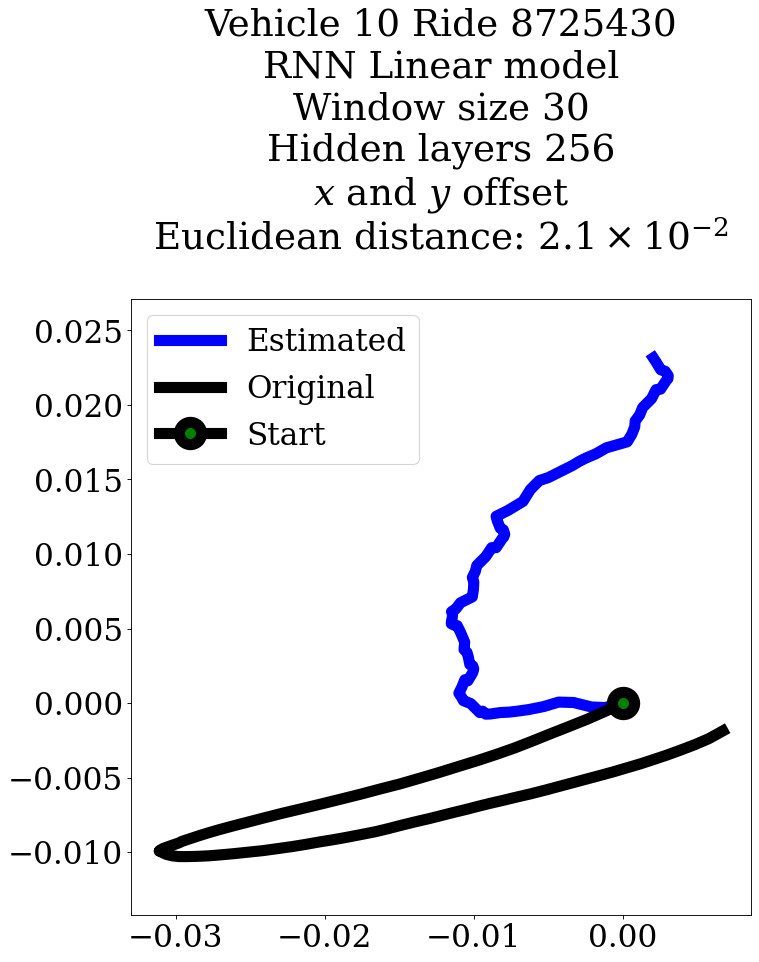 Vehicle 10 Ride 8725430
RNN Linear model
Window size 30
Hidden layers 256
x and y offset
Euclidean distance: 2.1 × 10⁻²
Estimated
Original
Start
0.025
0.020
0.015
0.010
0.005
0.000
−0.005
−0.010
−0.03 −0.02 −0.01 0.00